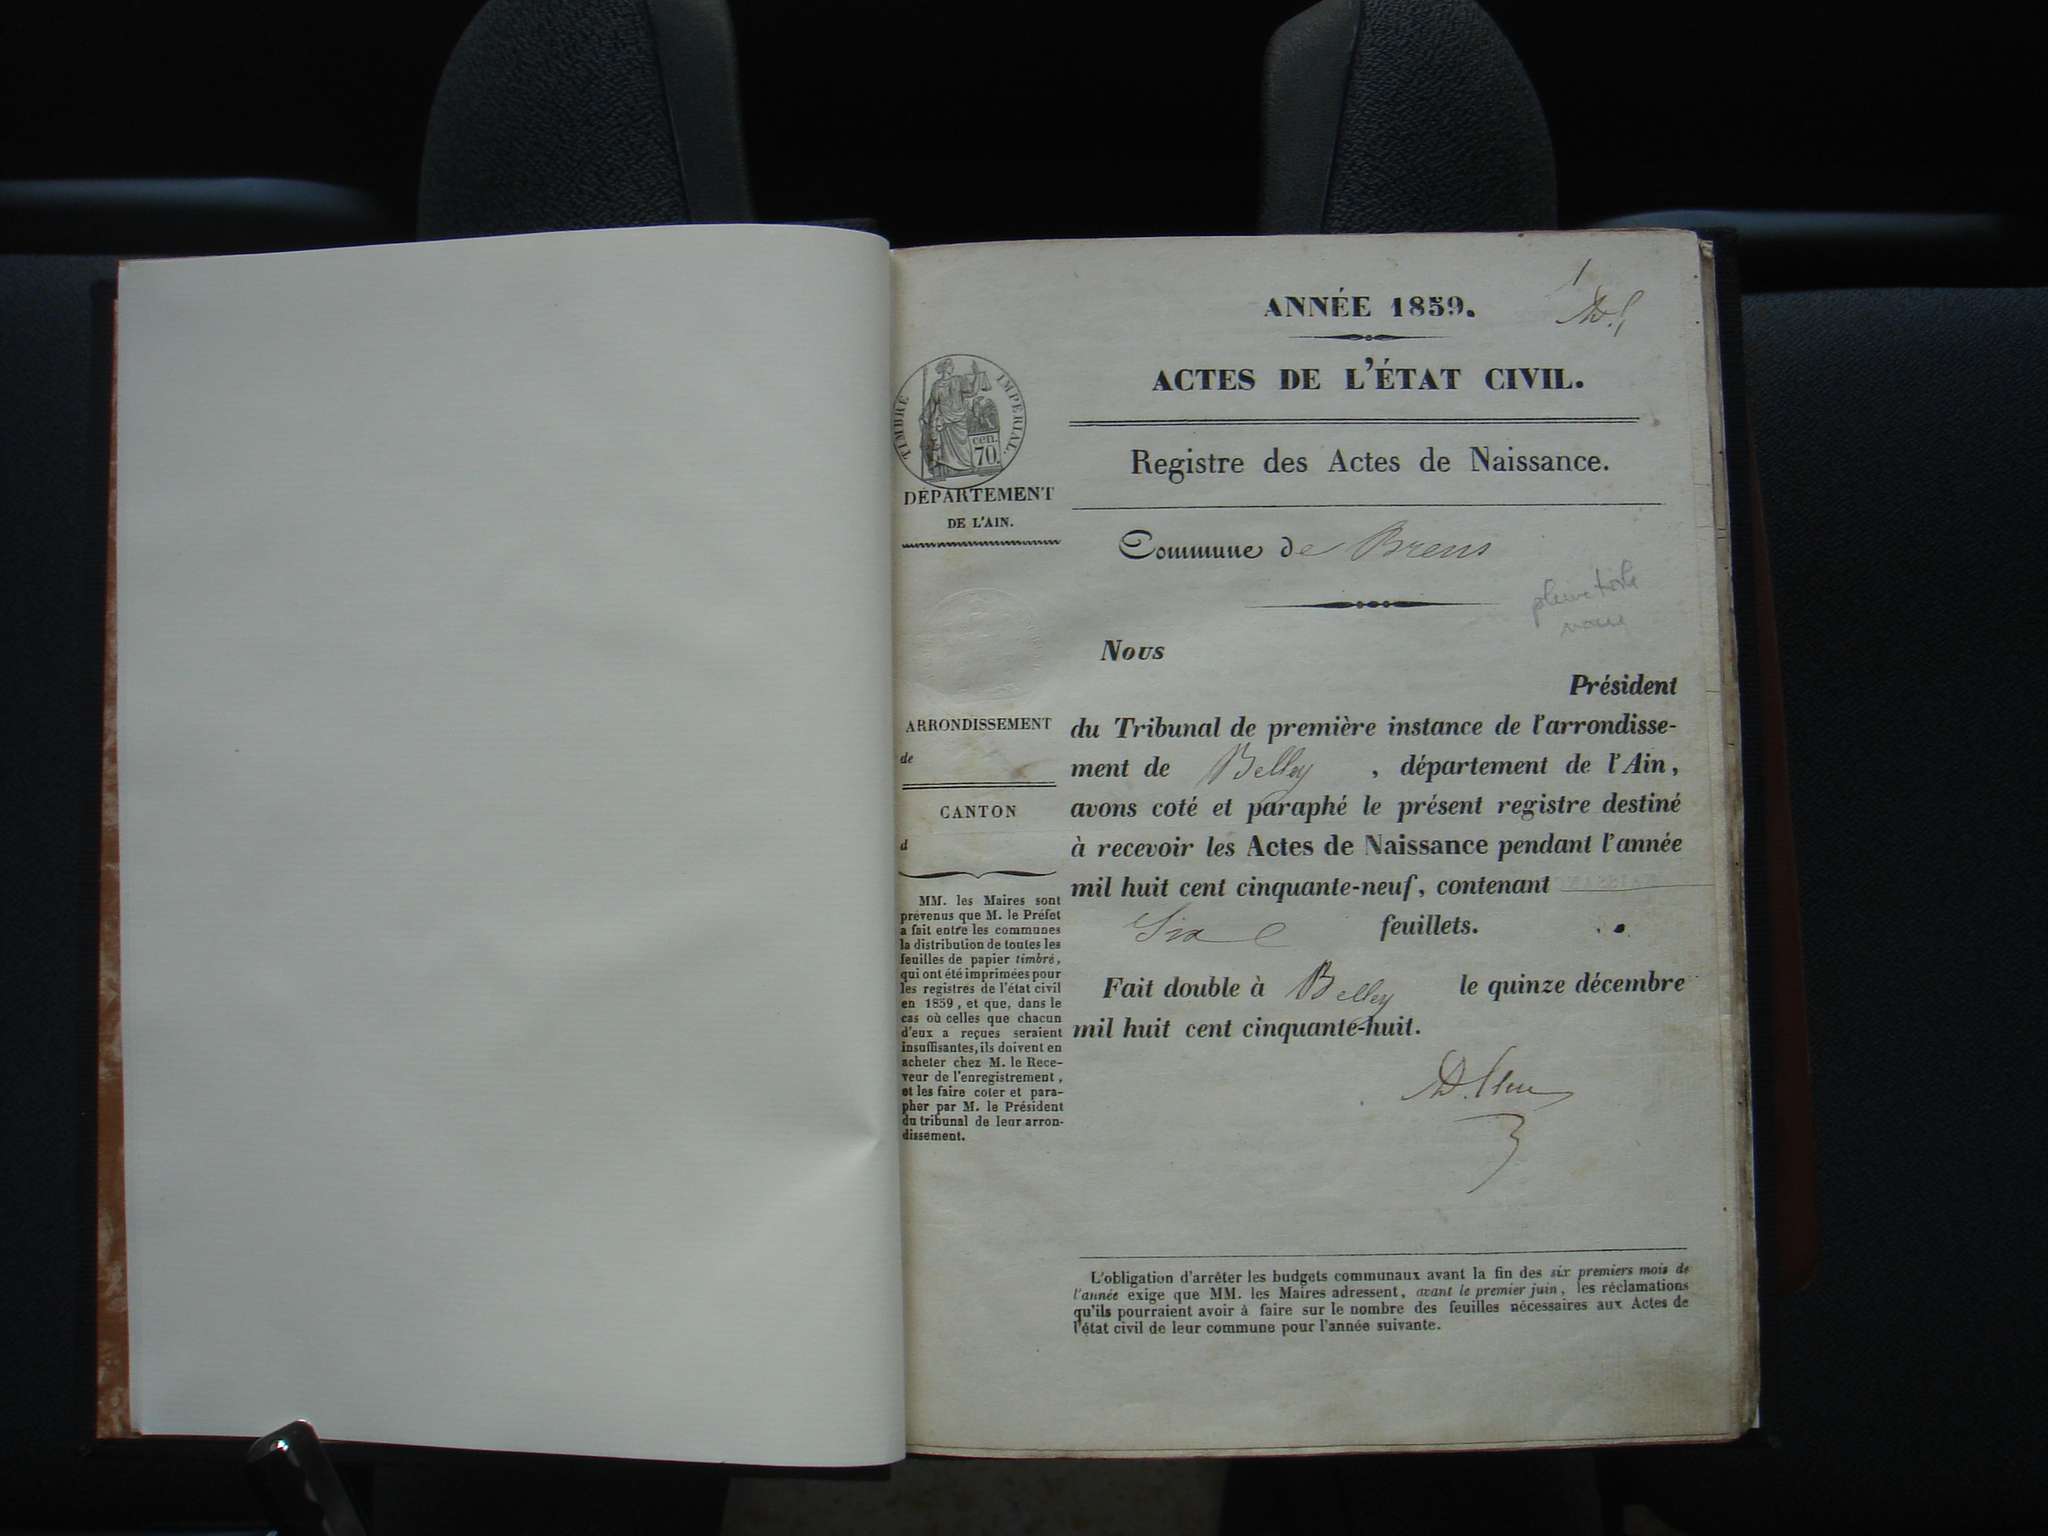 1
ANNÉE 1859.
ACTES DE L'ÉTAT CIVIL.
TIMBRE IMPÉRIAL.
cen.
70.
Registre des Actes de Naissance.
DÉPARTEMENT
DE L'AIN.
Commune de Brens
ARRONDISSEMENT
de
CANTON
d
MM. les Maires sont
prévenus que M. le Préfet
a fait entre les communes
la distribution de toutes les
feuilles de papier timbré,
qui ont été imprimées pour
les registres de l'état civil
en 1859, et que, dans le
cas où celles que chacun
d'eux a reçues seraient
insuffisantes, ils doivent en
acheter chez M. le Rece-
veur de l'enregistrement,
et les faire coter et para-
pher par M. le Président
du tribunal de leur arron-
dissement.
Nous
Président
du Tribunal de première instance de l'arrondisse-
ment de Belley, département de l'Ain,
avons coté et paraphé le présent registre destiné
à recevoir les Actes de Naissance pendant l'année
mil huit cent cinquante-neuf, contenant
Six feuillets.
Fait double à Belley le quinze décembre
mil huit cent cinquante-huit.
L'obligation d'arrêter les budgets communaux avant la fin des six premiers mois de
l'année exige que MM. les Maires adressent, avant le premier juin, les réclamations
qu'ils pourraient avoir à faire sur le nombre des feuilles nécessaires aux Actes de
l'état civil de leur commune pour l'année suivante.